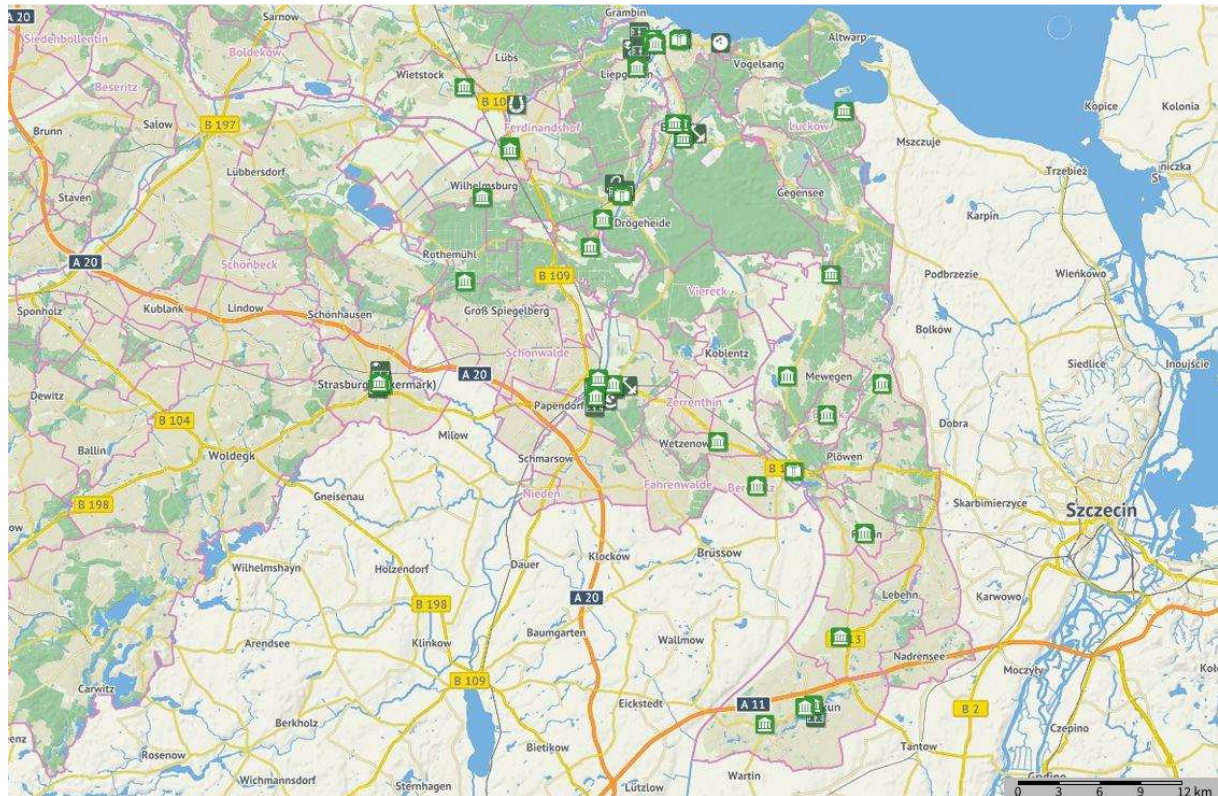 A 20
Sarnow
Grambin
Altwarp
Siedenbollentin
Boldekow
Lübs
Vogelsang
Wietstock
Liepgarten
Beseritz
B 10
Kopice
Kolonia
Brunn
Salow
B 197
Ferdinandshof
Luckow
Mszczuje
Trzebież
Lübbersdorf
Wilhelmsburg
Gegensee
Staven
Karpin
Drögeheide
A 20
Schönbeck
Rothemühl
B 109
Podbrzezie
Wieńkowo
Sponholz
Kublank
Lindow
Schönhausen
Groß Spiegelberg
Viereck
Bolków
Schönwalde
Koblentz
Siedlice
Inoujście
A 20
Mewegen
Dewitz
Strasburg (Uckermark)
Zerrenthin
B 104
Papendorf
Dobra
Ballin
Milow
Wetzenow
Plöwen
Woldegk
Schmarsow
B 1
B 198
Gneisenau
Nieden
Fahrenwalde
Skarbimierzyce
Szczecin
Klockow
Brüssow
Wilhelmshayn
Holzendorf
Dauer
A 20
Lebehn
Karwowo
B 198
Arendsee
Klinkow
Baumgarten
Wallmow
3
Nadrensee
Moczyły
Carwitz
B 109
Eickstedt
A 11
B 2
Berkholz
Czepino
Rosenow
Bietikow
Tantow
Wichmannsdorf
Sternhagen
Lützlow
Wartin
0 3 6 9 12 km